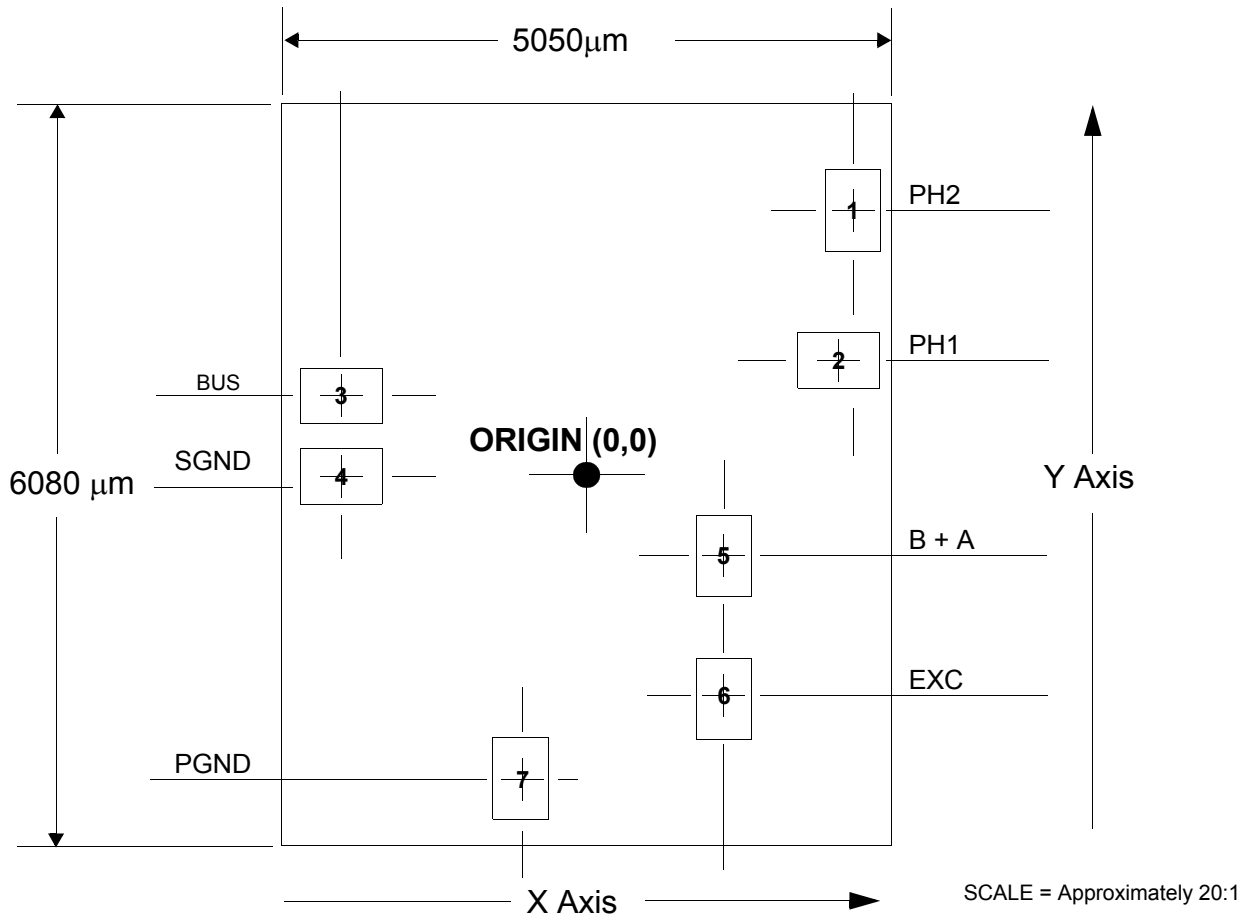 5050μm
PH2
1
PH1
2
BUS
3
ORIGIN (0,0)
SGND
4
6080 μm
Y Axis
B + A
5
EXC
6
PGND
7
X Axis
SCALE = Approximately 20:1